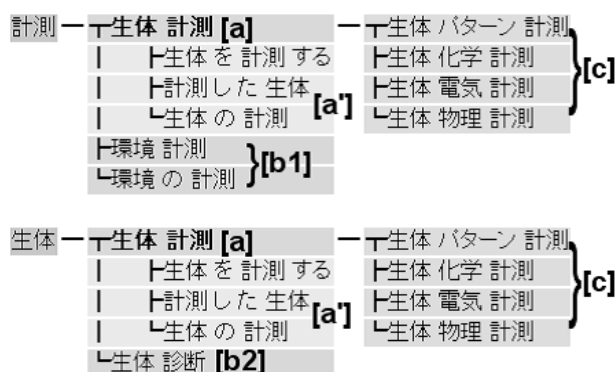 計測 生体 計測 [a] 生体 パターン 計測
生体 を 計測 する 生体 化学 計測
計測 した 生体 生体 電気 計測
生体 の 計測 [a'] 生体 物理 計測 [c]
環境 計測
環境 の 計測 [b1]
生体 生体 計測 [a] 生体 パターン 計測
生体 を 計測 する 生体 化学 計測
計測 した 生体 生体 電気 計測
生体 の 計測 [a'] 生体 物理 計測 [c]
生体 診断 [b2]